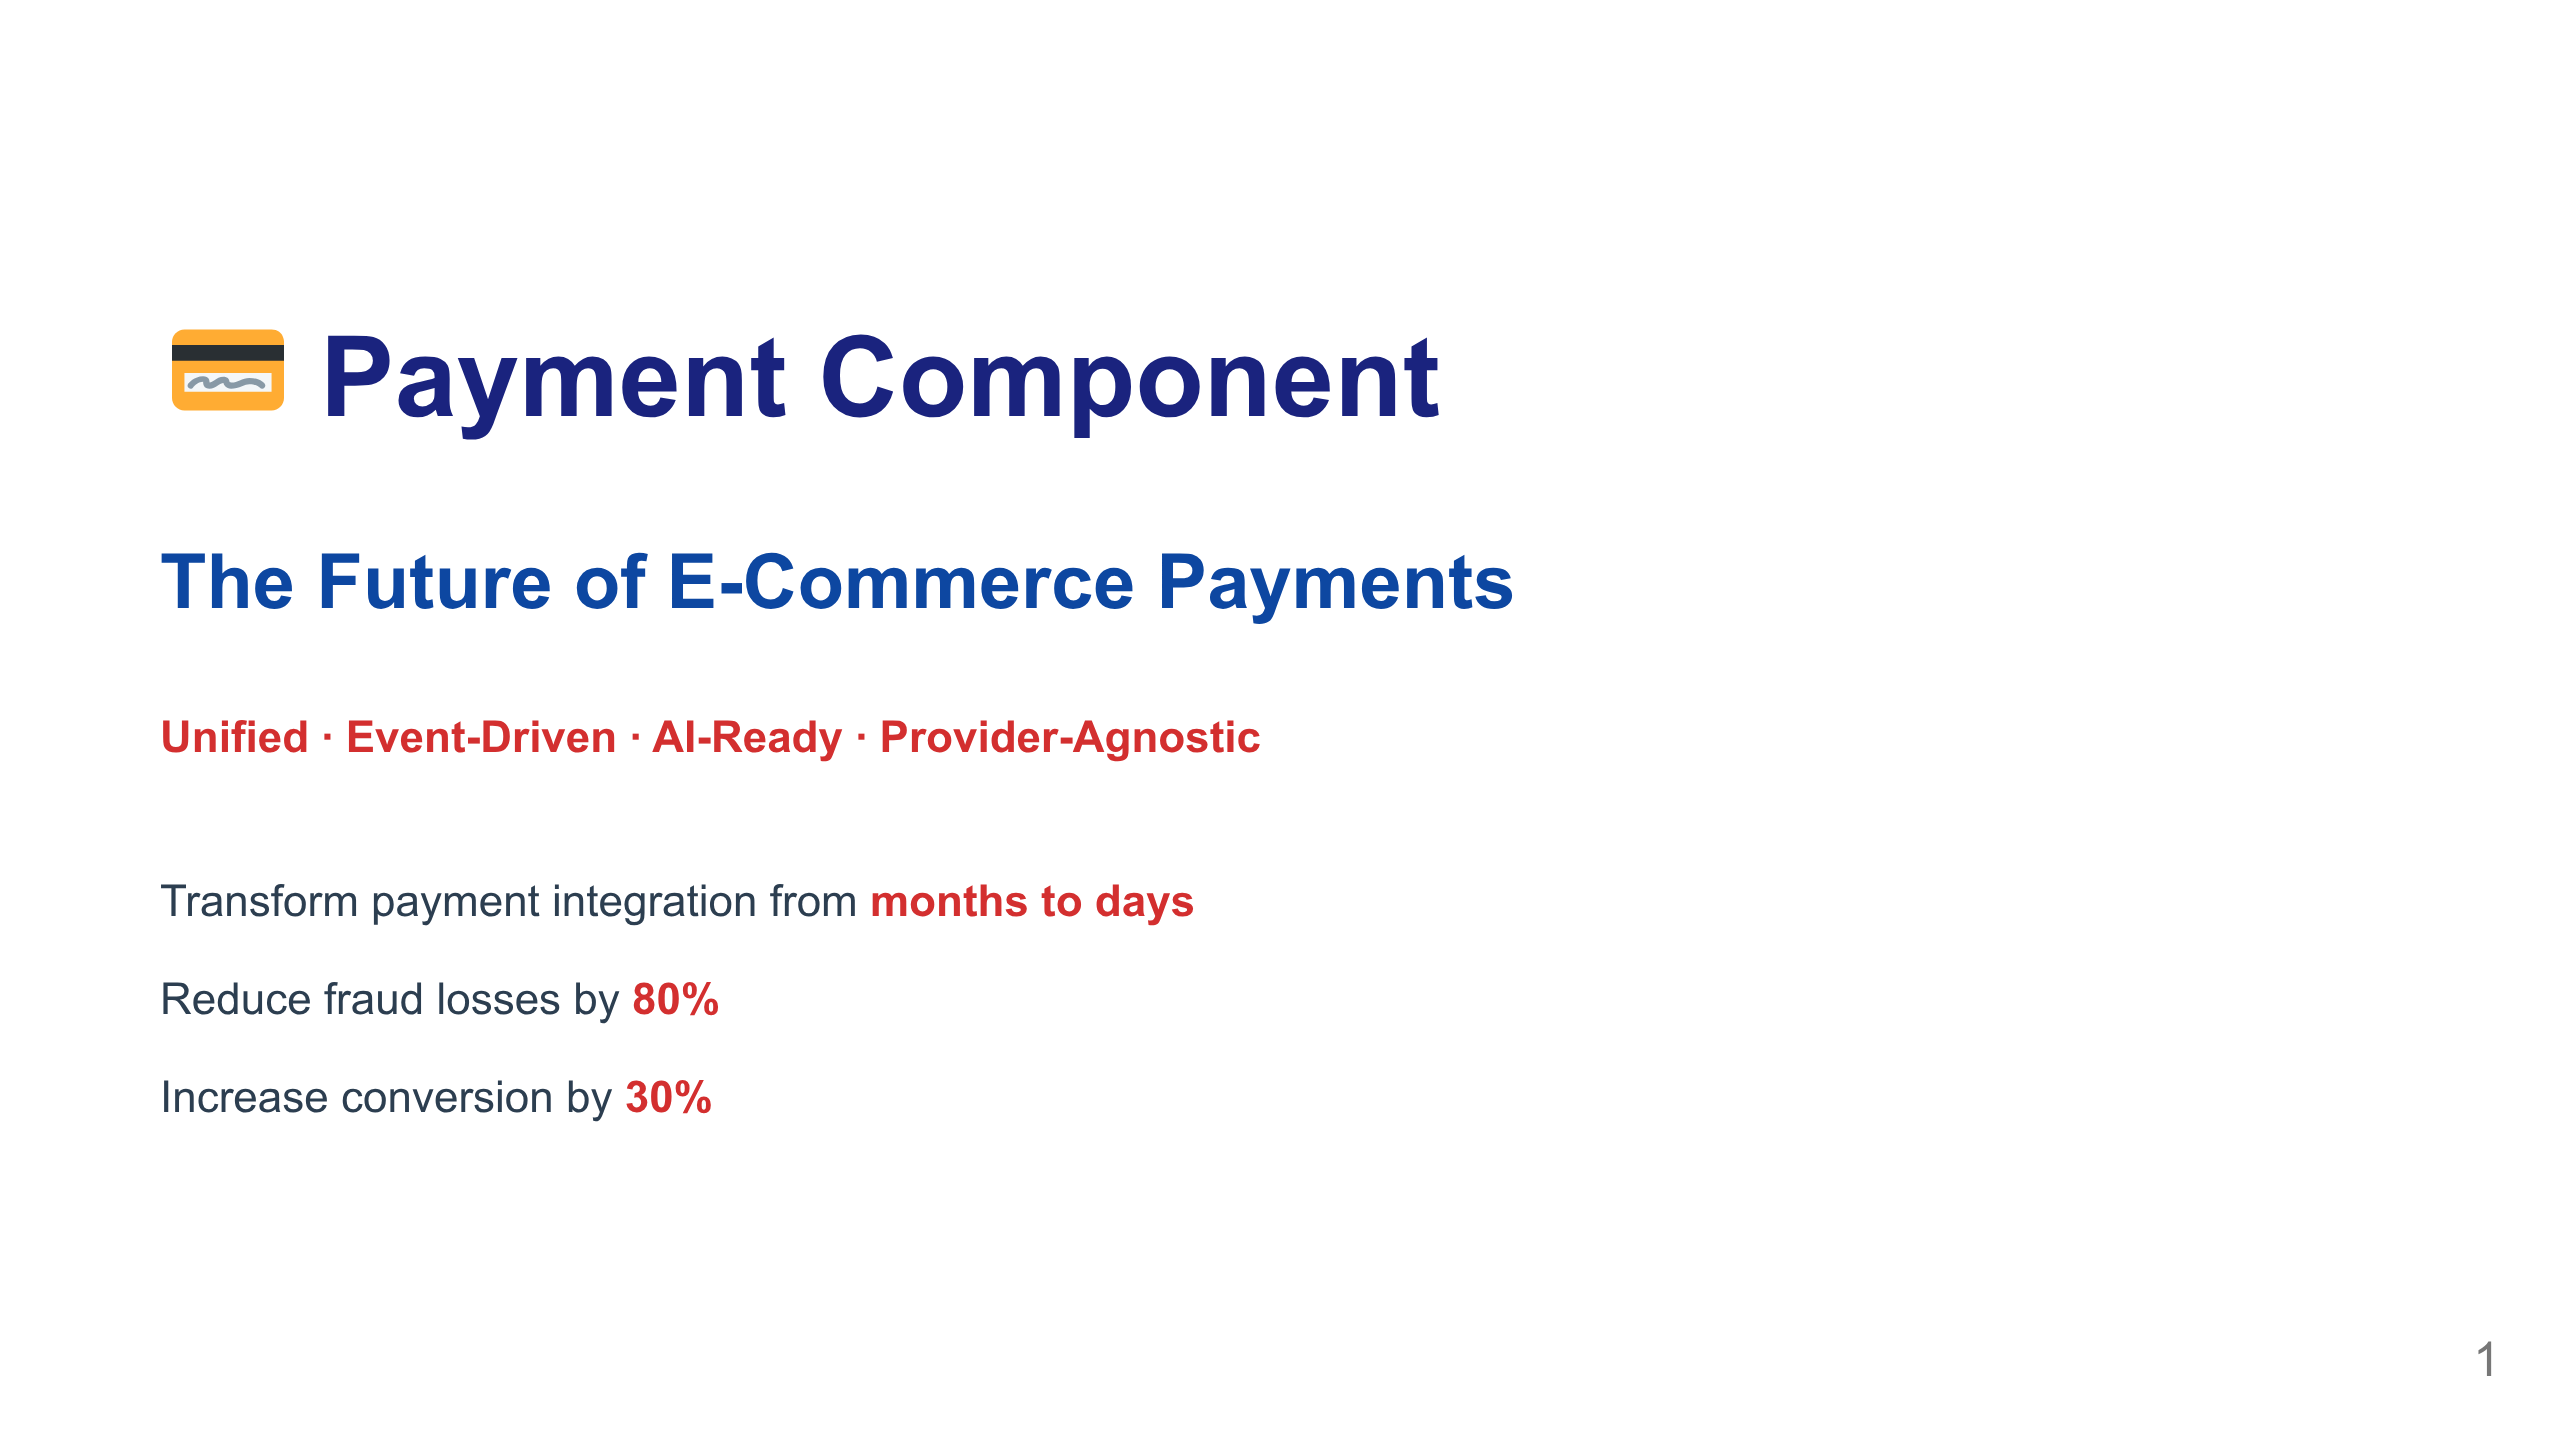 Payment Component
The Future of E-Commerce Payments
Unified · Event-Driven · AI-Ready · Provider-Agnostic
Transform payment integration from months to days
Reduce fraud losses by 80%
Increase conversion by 30%
1